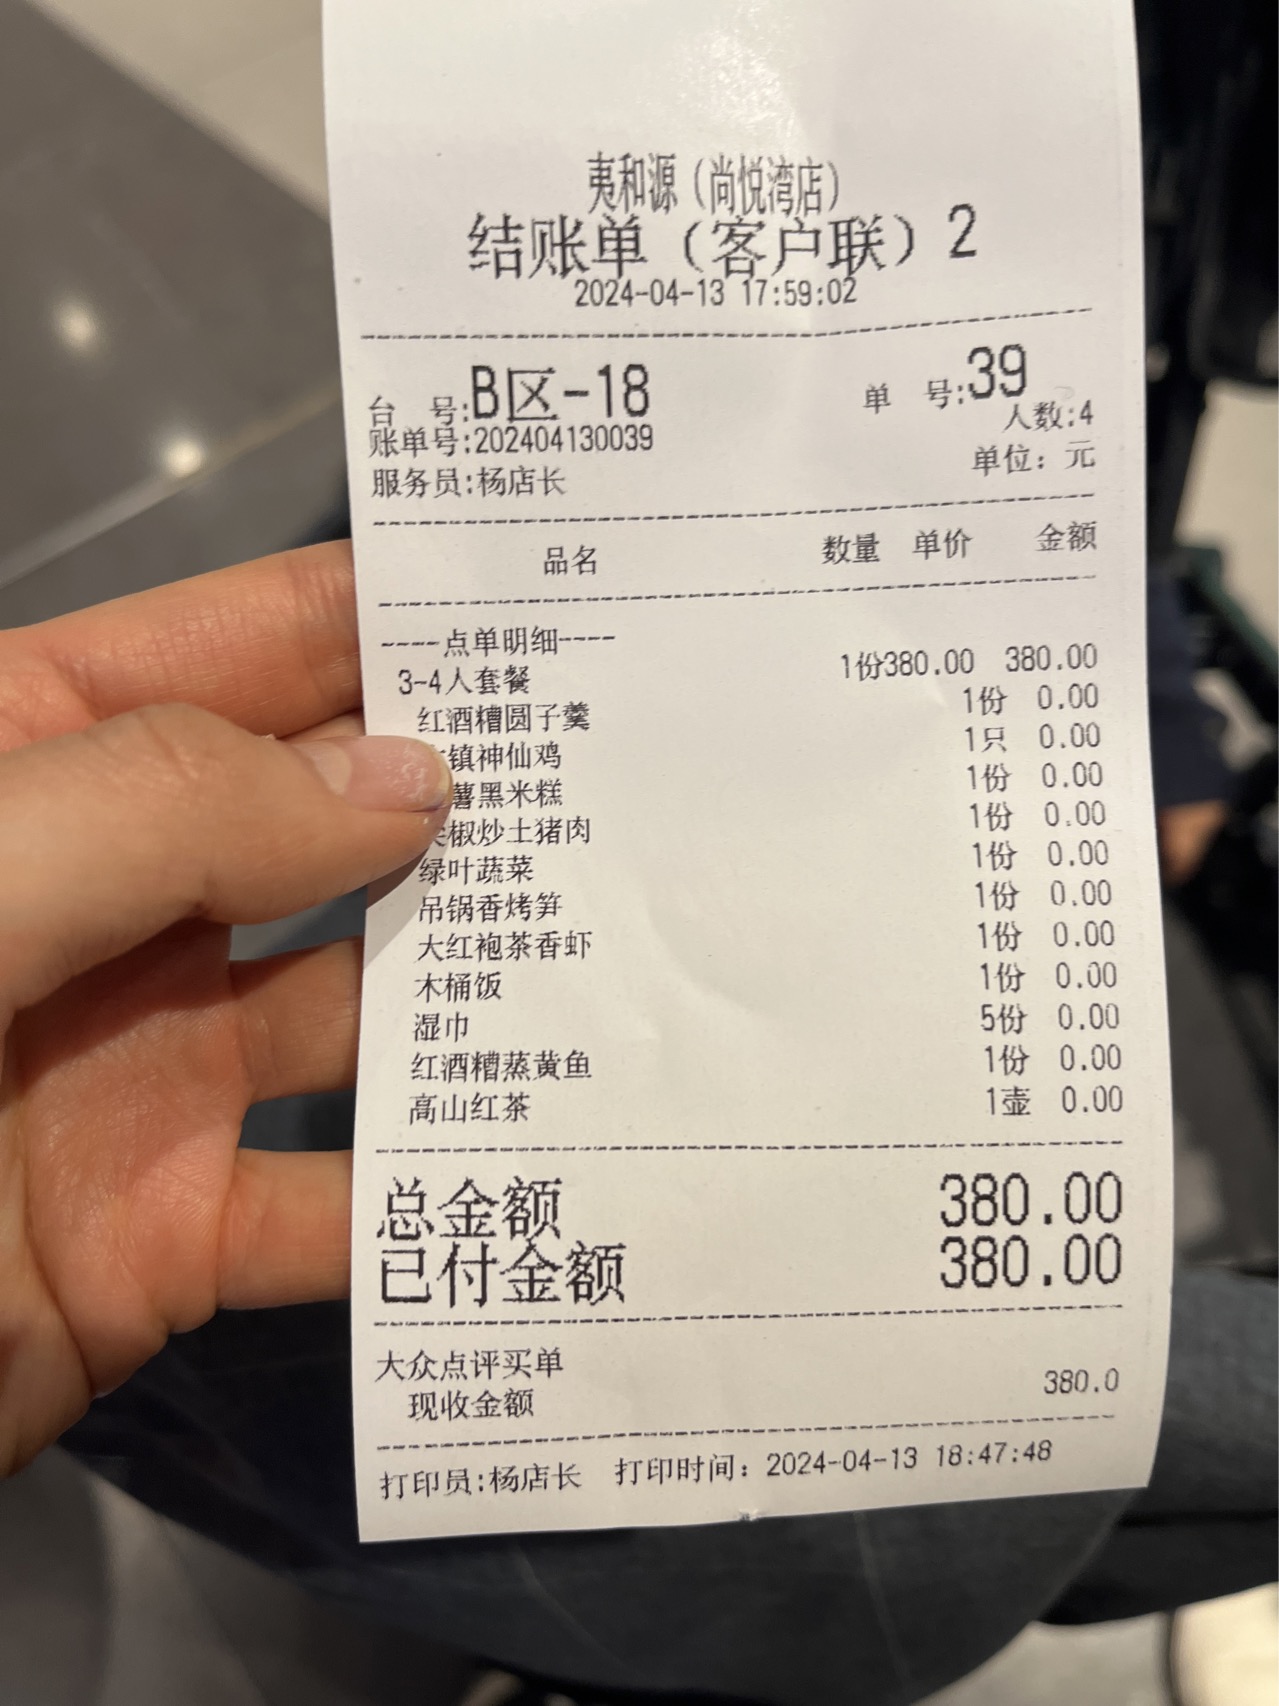 夷和源（尚悦湾店）
结账单（客户联）2
2024-04-13 17:59:02
台 号:B区-18 单 号:39
人数:4
账单号:202404130039
单位：元
服务员:杨店长
品名 数量 单价 金额
----点单明细----
3-4人套餐 1份380.00 380.00
红酒糟圆子羹 1份 0.00
镇神仙鸡 1只 0.00
薯黑米糕 1份 0.00
椒炒土猪肉 1份 0.00
绿叶蔬菜 1份 0.00
吊锅香烤笋 1份 0.00
大红袍茶香虾 1份 0.00
木桶饭 1份 0.00
湿巾 5份 0.00
红酒糟蒸黄鱼 1份 0.00
高山红茶 1壶 0.00
总金额 380.00
已付金额 380.00
大众点评买单
现收金额 380.0
打印员:杨店长 打印时间：2024-04-13 18:47:48